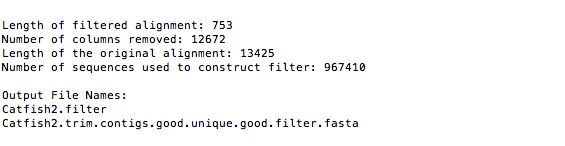 Length of filtered alignment: 753
Number of columns removed: 12672
Length of the original alignment: 13425
Number of sequences used to construct filter: 967410
Output File Names:
Catfish2.filter
Catfish2.trim.contigs.good.unique.good.filter.fasta